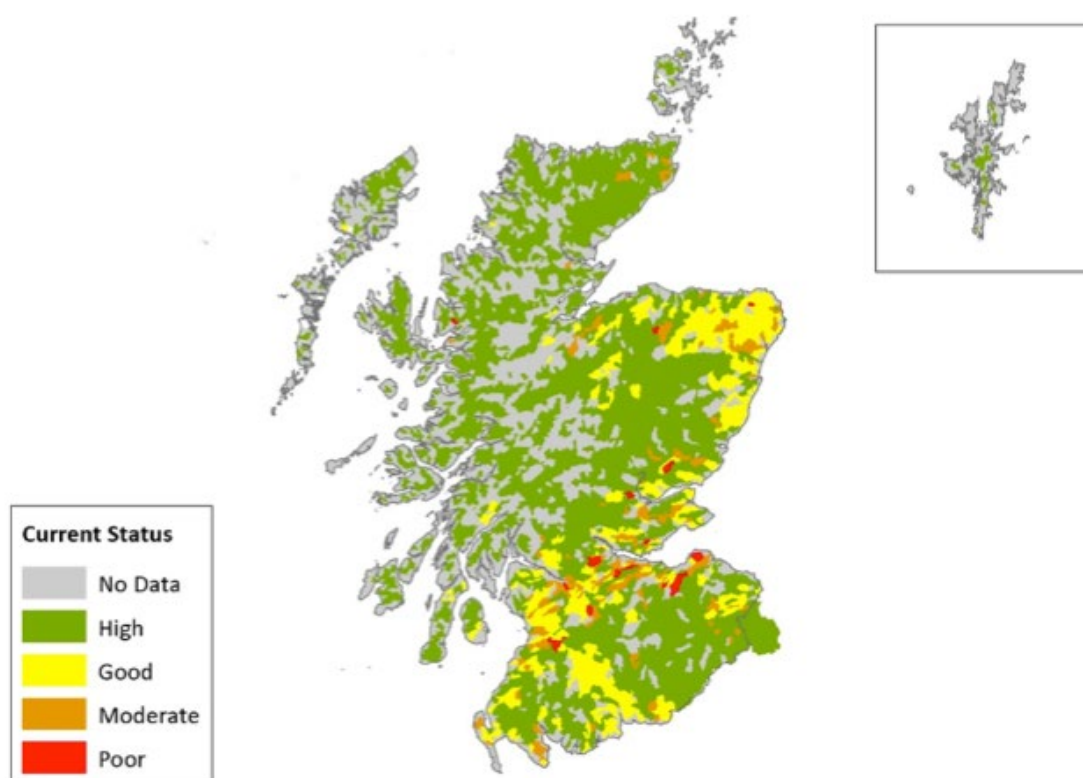 Current Status
No Data
High
Good
Moderate
Poor